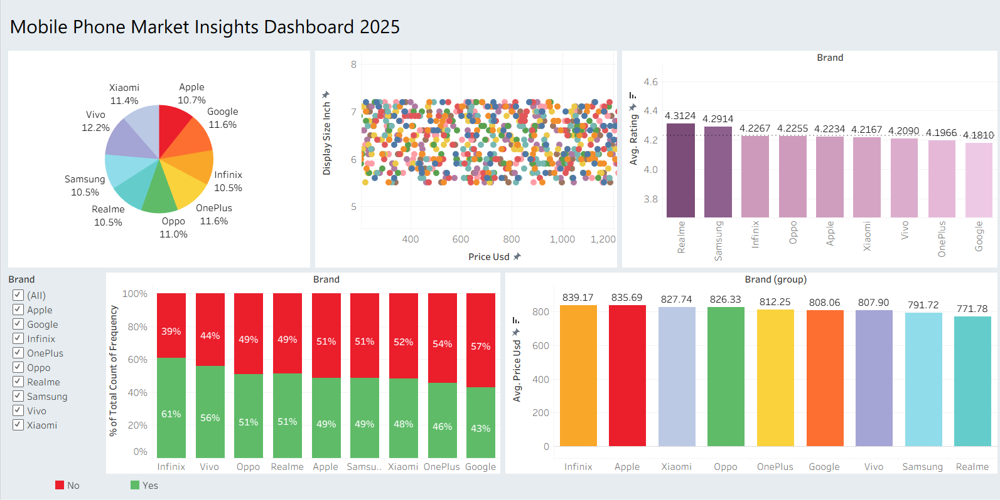 Mobile Phone Market Insights Dashboard 2025
Xiaomi
11.4%
Apple
10.7%
Google
11.6%
Vivo
12.2%
Infinix
10.5%
Samsung
10.5%
OnePlus
11.6%
Realme
10.5%
Oppo
11.0%
Display Size Inch
8
7
6
5
400
600
800
1,000
1,200
Price Usd
Brand
Avg. Rating
4.6
4.4
4.2
4.0
3.8
4.3124
4.2914
4.2267
4.2255
4.2234
4.2167
4.2090
4.1966
4.1810
Realme
Samsung
Infinix
Oppo
Apple
Xiaomi
Vivo
OnePlus
Google
Brand
(All)
Apple
Google
Infinix
OnePlus
Oppo
Realme
Samsung
Vivo
Xiaomi
Brand
% of Total Count of Frequency
100%
80%
60%
40%
20%
0%
39%
44%
49%
49%
51%
51%
52%
54%
57%
61%
56%
51%
51%
49%
49%
48%
46%
43%
Infinix
Vivo
Oppo
Realme
Apple
Samsu..
Xiaomi
OnePlus
Google
No
Yes
Brand (group)
Avg. Price Usd
800
600
400
200
0
839.17
835.69
827.74
826.33
812.25
808.06
807.90
791.72
771.78
Infinix
Apple
Xiaomi
Oppo
OnePlus
Google
Vivo
Samsung
Realme